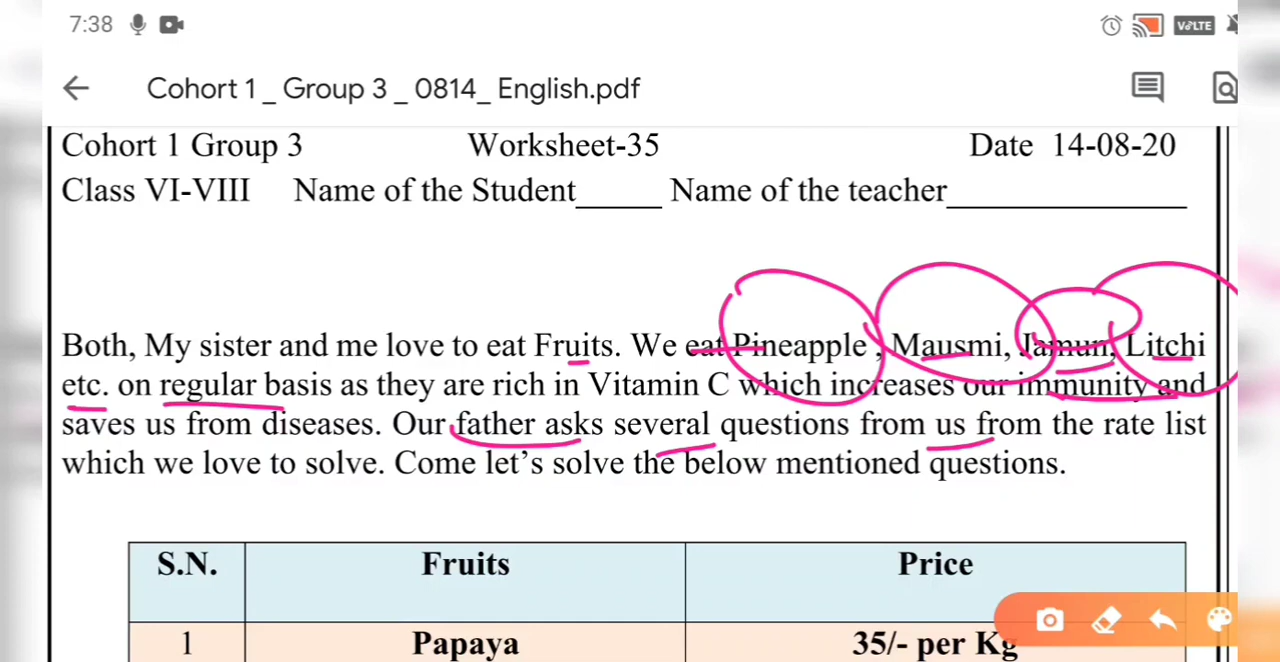 7:38 VoLTE
Cohort 1 _ Group 3 _ 0814_ English.pdf
Cohort 1 Group 3 Worksheet-35 Date 14-08-20
Class VI-VIII Name of the Student_____ Name of the teacher______________
Both, My sister and me love to eat Fruits. We eat Pineapple , Mausmi, Jamun, Litchi
etc. on regular basis as they are rich in Vitamin C which increases our immunity and
saves us from diseases. Our father asks several questions from us from the rate list
which we love to solve. Come let’s solve the below mentioned questions.
S.N. Fruits Price
1 Papaya 35/- per Kg